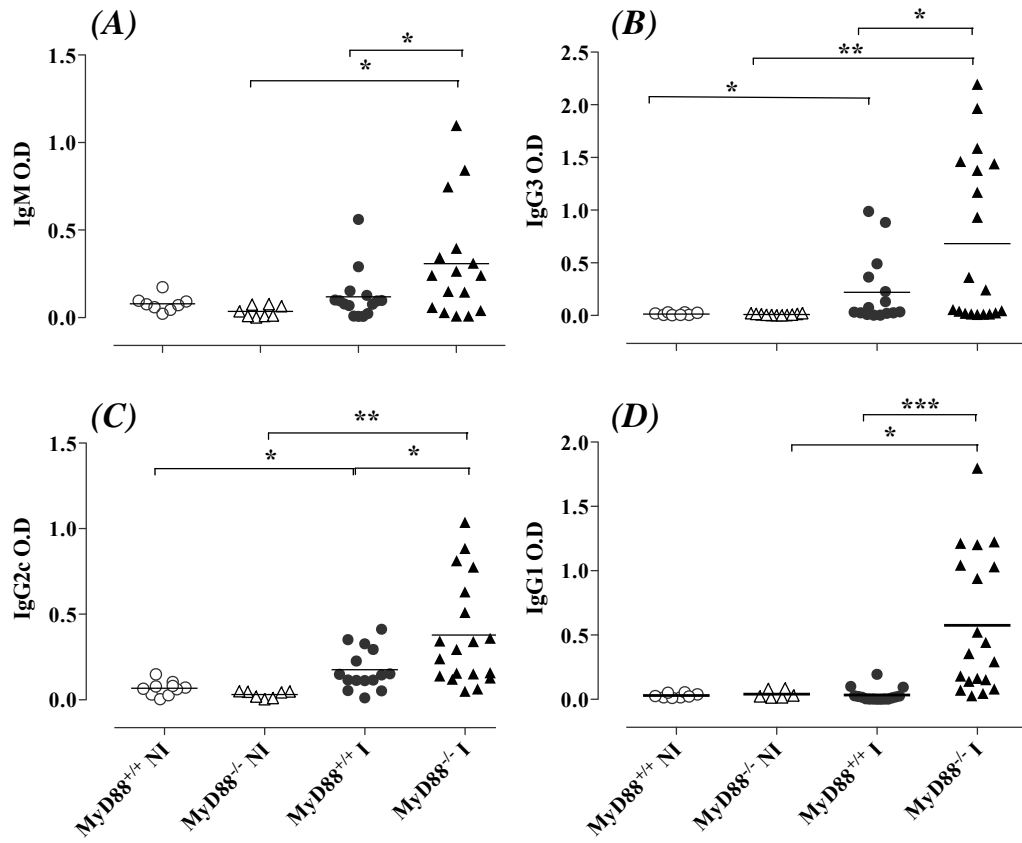 (A)
*
*
1.5
1.0
0.5
0.0
IgM O.D
(B)
*
**
*
2.5
2.0
1.5
1.0
0.5
0.0
IgG3 O.D
(C)
**
*
*
1.5
1.0
0.5
0.0
IgG2c O.D
MyD88+/+ NI
MyD88-/- NI
MyD88+/+ I
MyD88-/- I
(D)
***
*
2.0
1.5
1.0
0.5
0.0
IgG1 O.D
MyD88+/+ NI
MyD88-/- NI
MyD88+/+ I
MyD88-/- I